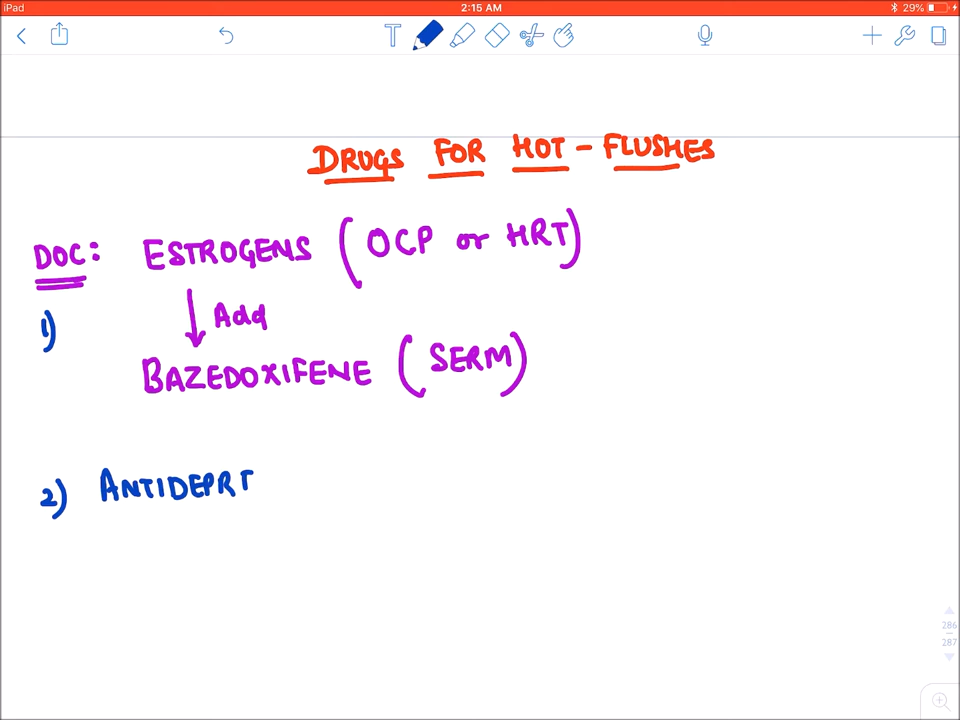 iPad 2:15 AM 29%
T
DRUGS FOR HOT-FLUSHES
DOC: ESTROGENS (OCP or HRT)
1) Add
BAZEDOXIFENE (SERM)
2) ANTIDEPR
286
287